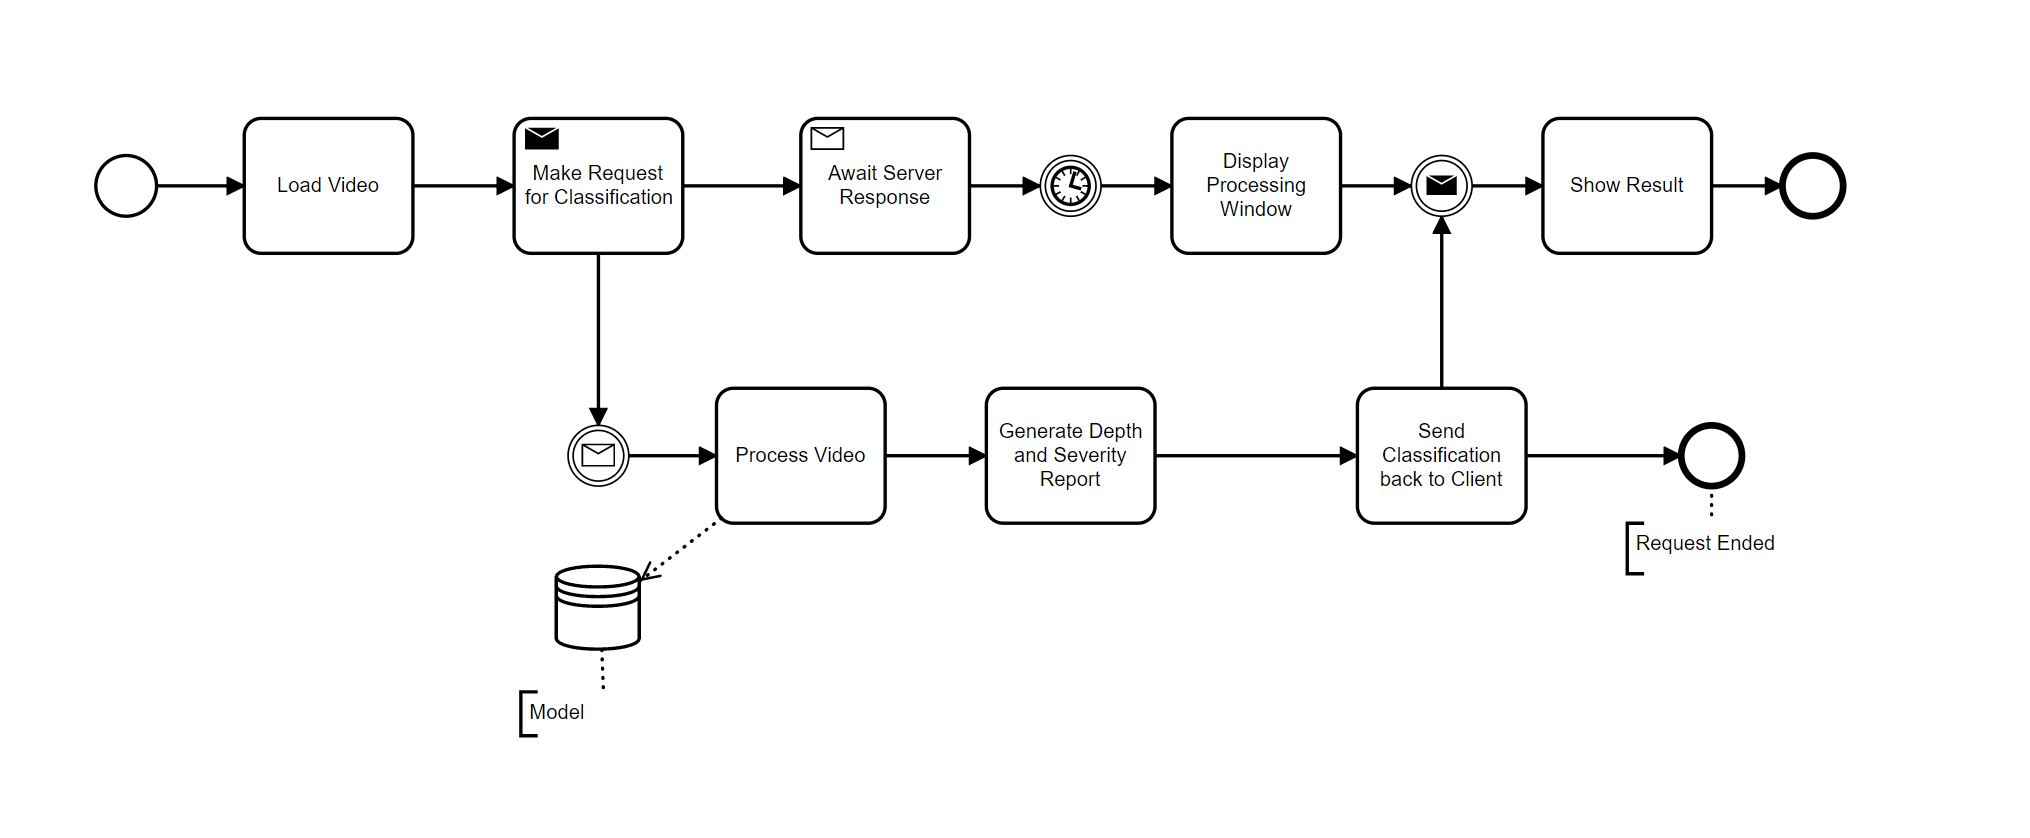 Load Video
Make Request
for Classification
Await Server
Response
Display
Processing
Window
Show Result
Process Video
Generate Depth
and Severity
Report
Send
Classification
back to Client
Request Ended
Model